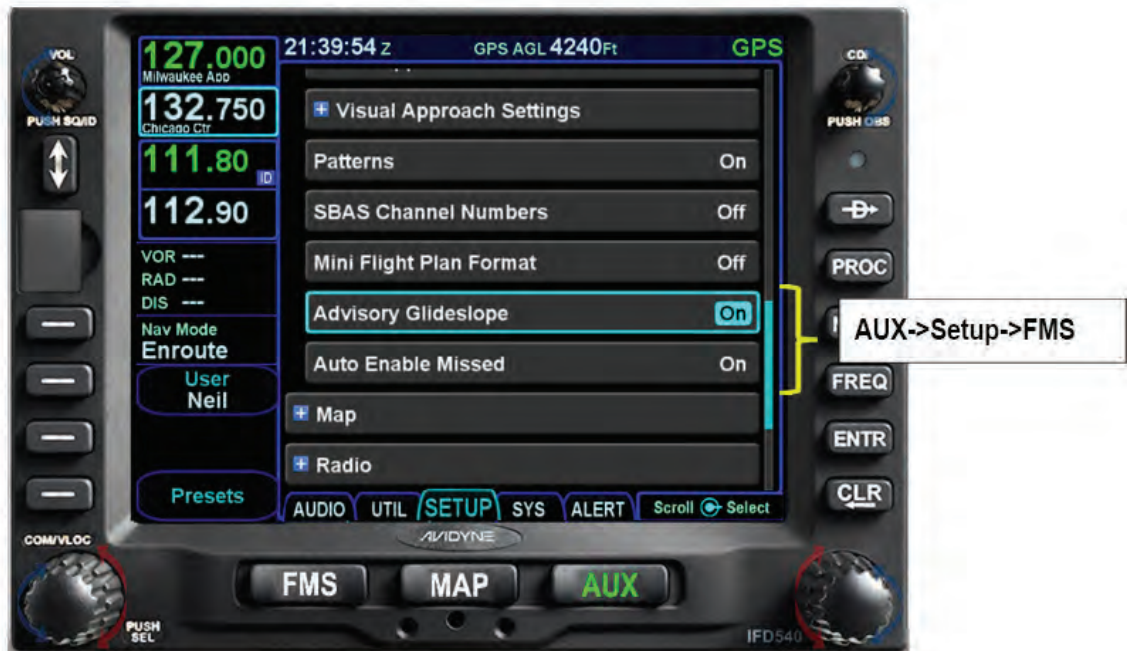 VOL
PUSH SQ/ID
127.000
Milwaukee App
132.750
Chicago Ctr
111.80
ID
112.90
VOR ---
RAD ---
DIS ---
Nav Mode
Enroute
User
Neil
Presets
21:39:54 Z GPS AGL 4240Ft GPS
Visual Approach Settings
Patterns On
SBAS Channel Numbers Off
Mini Flight Plan Format Off
Advisory Glideslope On
Auto Enable Missed On
Map
Radio
AUDIO UTIL SETUP SYS ALERT Scroll Select
PUSH OBS
D
PROC
FREQ
ENTR
CLR
AUX->Setup->FMS
COM/VLOC
PUSH
SEL
AVIDYNE
FMS MAP AUX
IFD540